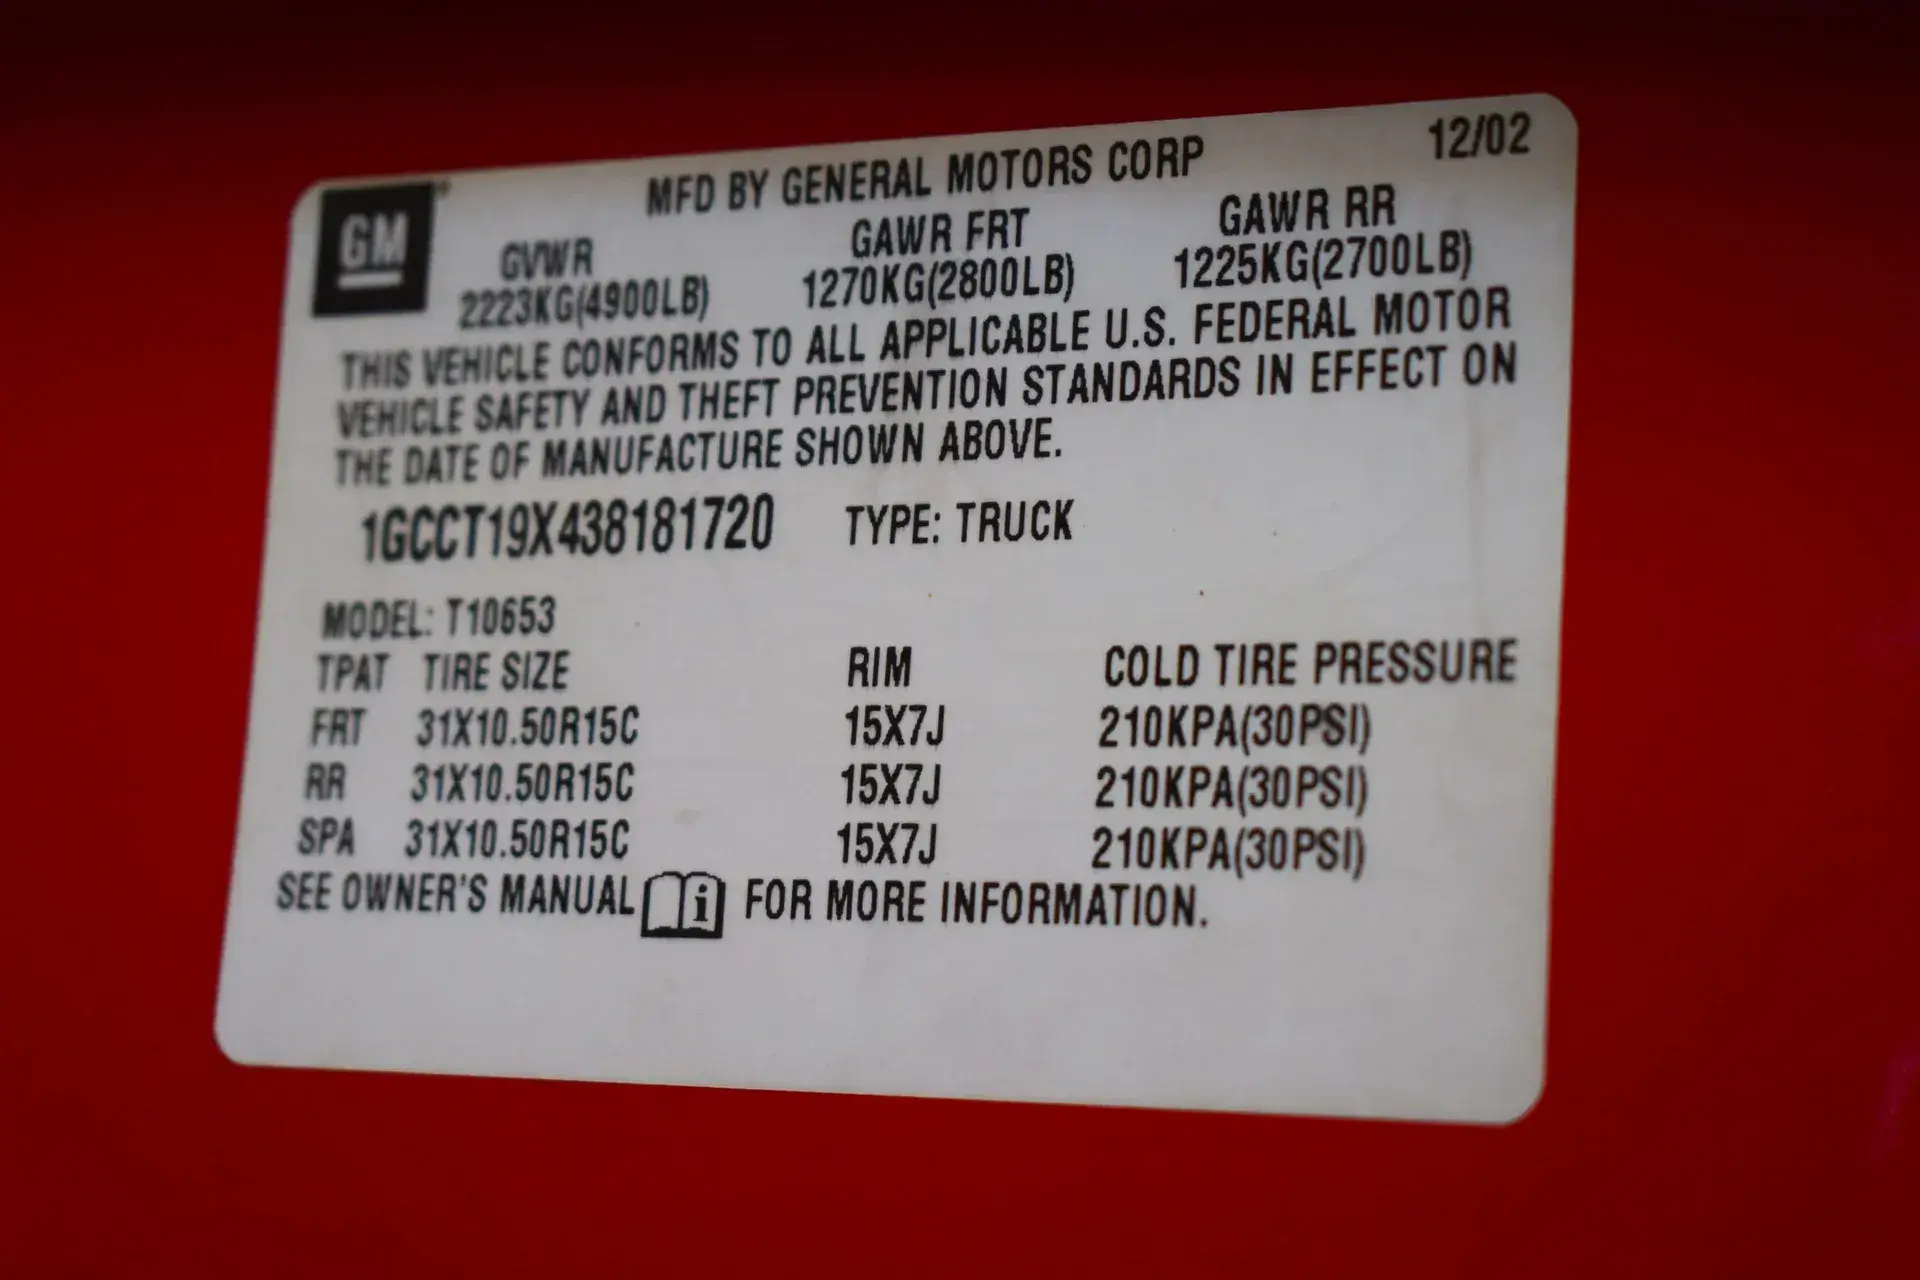 GM
MFD BY GENERAL MOTORS CORP 12/02
GVWR GAWR FRT GAWR RR
2223KG(4900LB) 1270KG(2800LB) 1225KG(2700LB)
THIS VEHICLE CONFORMS TO ALL APPLICABLE U.S. FEDERAL MOTOR
VEHICLE SAFETY AND THEFT PREVENTION STANDARDS IN EFFECT ON
THE DATE OF MANUFACTURE SHOWN ABOVE.
1GCCT19X438181720 TYPE: TRUCK
MODEL: T10653
TPAT TIRE SIZE RIM COLD TIRE PRESSURE
FRT 31X10.50R15C 15X7J 210KPA(30PSI)
RR 31X10.50R15C 15X7J 210KPA(30PSI)
SPA 31X10.50R15C 15X7J 210KPA(30PSI)
SEE OWNER'S MANUAL i FOR MORE INFORMATION.